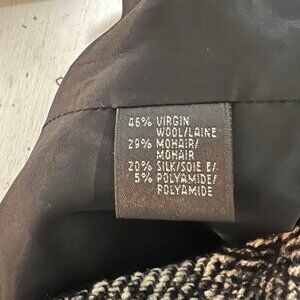 46% VIRGIN
WOOL/LAINE
29% MOHAIR/
MOHAIR
20% SILK/SOIE E/
5% POLYAMIDE/
POLYAMIDE